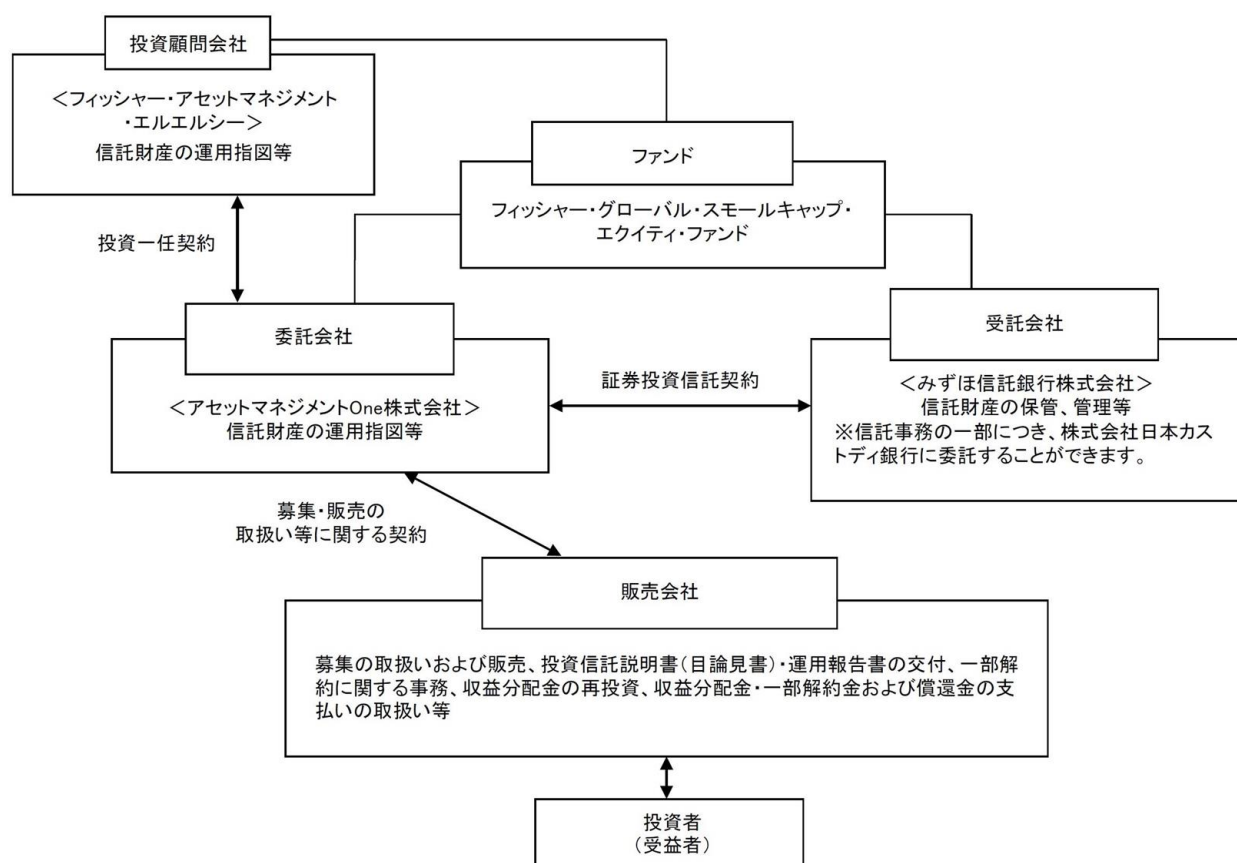 投資顧問会社
＜フィッシャー・アセットマネジメント
・エルエルシー＞
信託財産の運用指図等
ファンド
フィッシャー・グローバル・スモールキャップ・
エクイティ・ファンド
投資一任契約
委託会社
＜アセットマネジメントOne株式会社＞
信託財産の運用指図等
証券投資信託契約
受託会社
＜みずほ信託銀行株式会社＞
信託財産の保管、管理等
※信託事務の一部につき、株式会社日本カス
トディ銀行に委託することができます。
募集・販売の
取扱い等に関する契約
販売会社
募集の取扱いおよび販売、投資信託説明書（目論見書）・運用報告書の交付、一部解
約に関する事務、収益分配金の再投資、収益分配金・一部解約金および償還金の支
払いの取扱い等
投資者
（受益者）